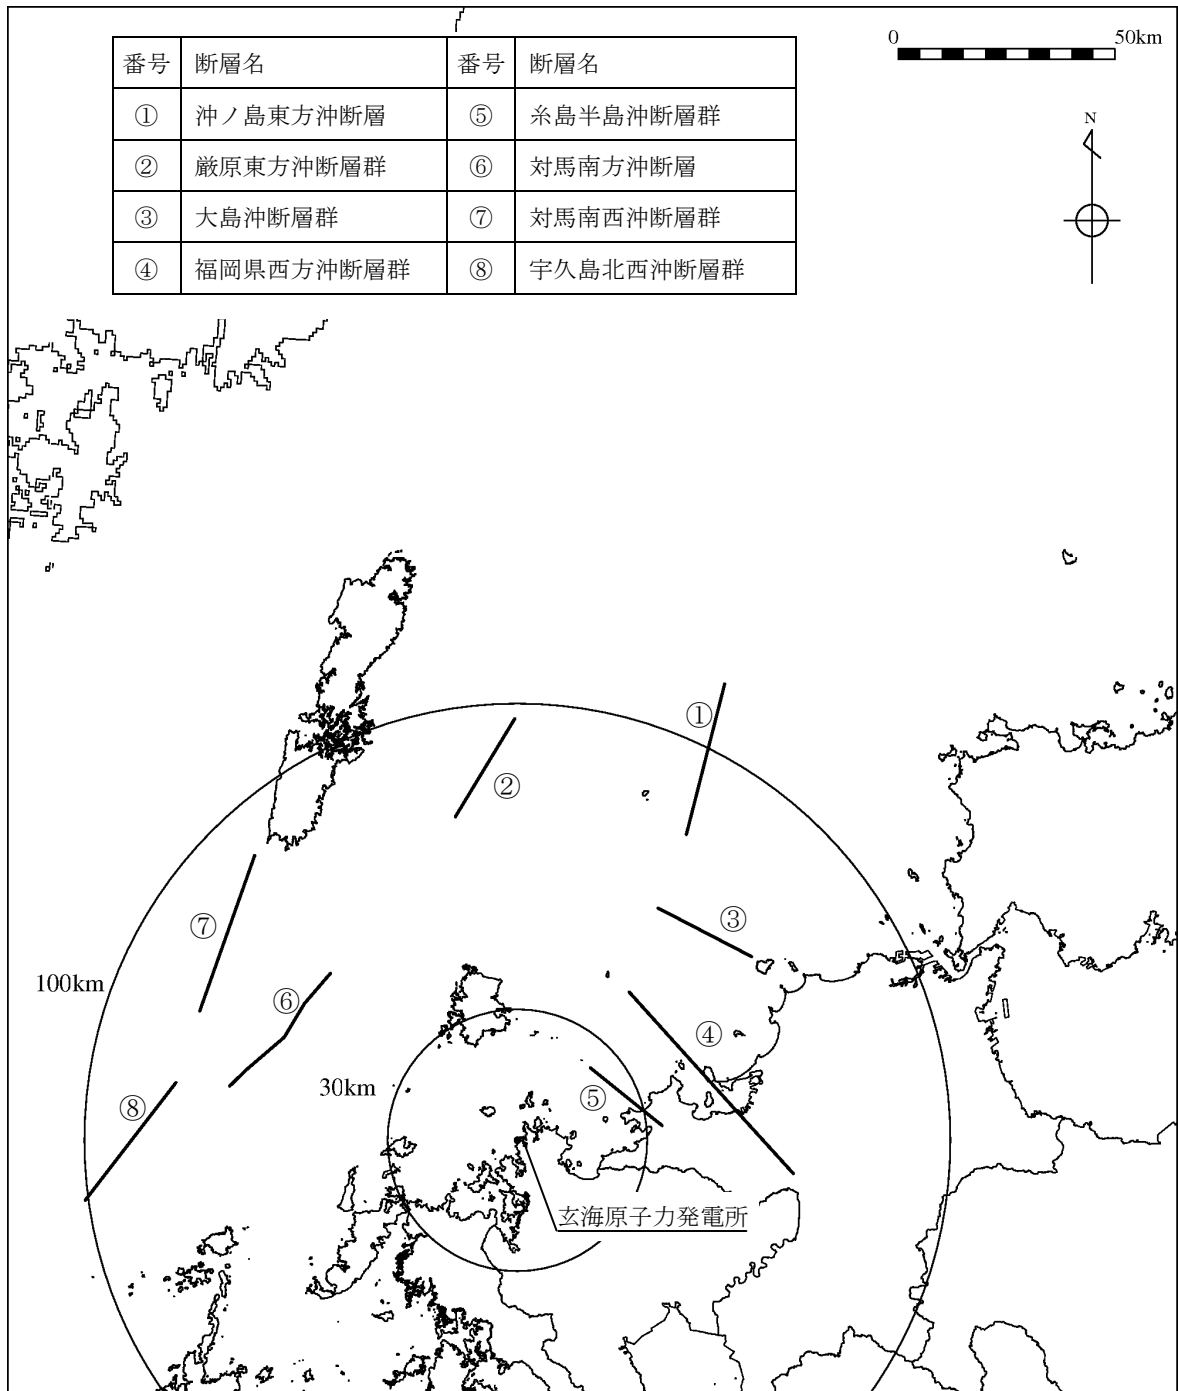 0 50km
番号 断層名 番号 断層名
① 沖ノ島東方沖断層 ⑤ 糸島半島沖断層群
② 厳原東方沖断層群 ⑥ 対馬南方沖断層
③ 大島沖断層群 ⑦ 対馬南西沖断層群
④ 福岡県西方沖断層群 ⑧ 宇久島北西沖断層群
N
①
②
③
⑦
100km
⑥
④
30km
⑤
⑧
玄海原子力発電所